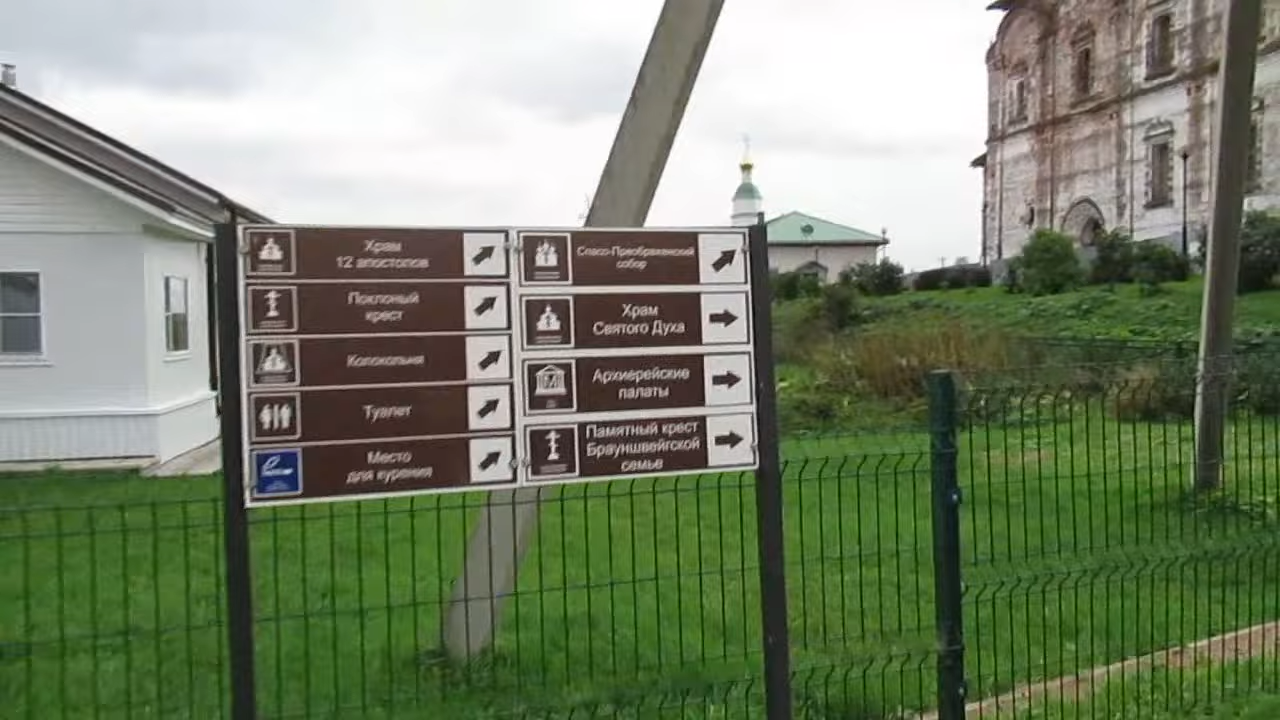 Храм
12 апостолов
Поклоный
крест
Колокольня
Туалет
Место
для курения
Спасо-Преображенский
собор
Храм
Святого Духа
Архиерейские
палаты
Памятный крест
Брауншвейгской
семье